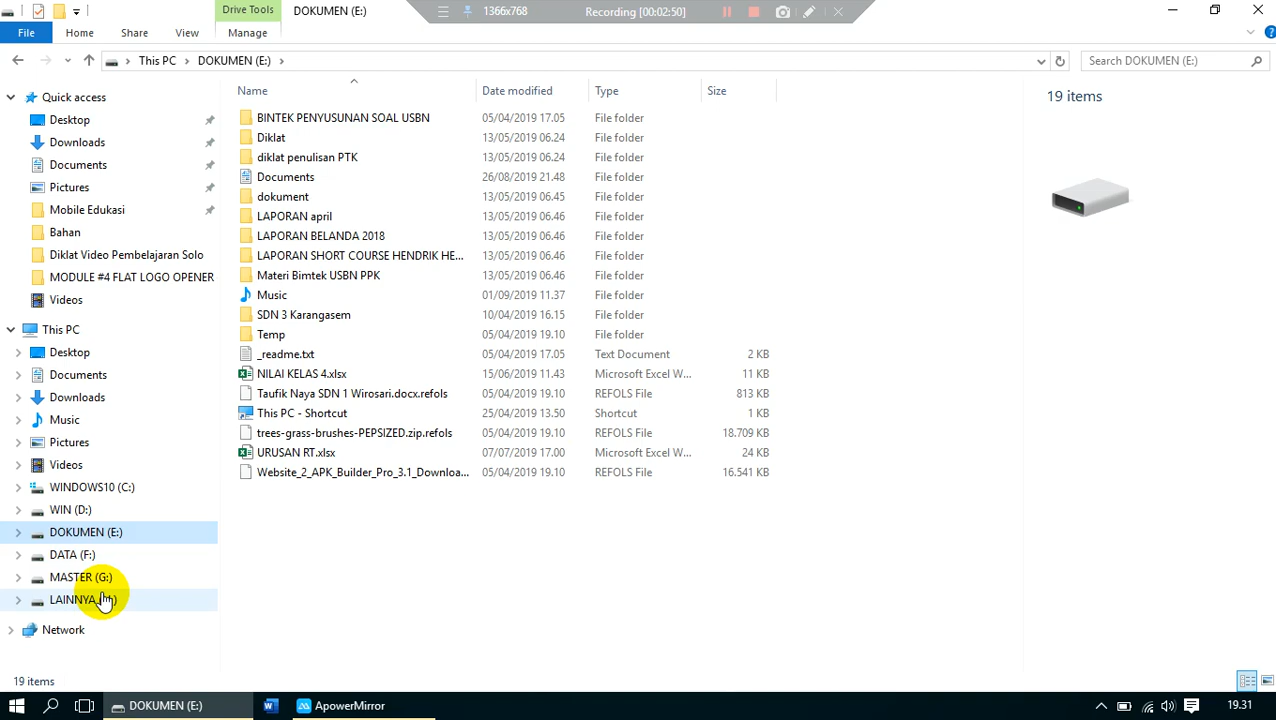 Drive Tools
DOKUMEN (E:)
1366x768
Recording [00:02:50]
File
Home
Share
View
Manage
This PC
DOKUMEN (E:)
Search DOKUMEN (E:)
Quick access
Desktop
Downloads
Documents
Pictures
Mobile Edukasi
Bahan
Diklat Video Pembelajaran Solo
MODULE #4 FLAT LOGO OPENER
Videos
This PC
Desktop
Documents
Downloads
Music
Pictures
Videos
WINDOWS10 (C:)
WIN (D:)
DOKUMEN (E:)
DATA (F:)
MASTER (G:)
LAINNYA
Network
Name Date modified Type Size
BINTEK PENYUSUNAN SOAL USBN 05/04/2019 17.05 File folder
Diklat 13/05/2019 06.24 File folder
diklat penulisan PTK 13/05/2019 06.24 File folder
Documents 26/08/2019 21.48 File folder
dokument 13/05/2019 06.45 File folder
LAPORAN april 13/05/2019 06.46 File folder
LAPORAN BELANDA 2018 13/05/2019 06.46 File folder
LAPORAN SHORT COURSE HENDRIK HE... 13/05/2019 06.46 File folder
Materi Bimtek USBN PPK 13/05/2019 06.46 File folder
Music 01/09/2019 11.37 File folder
SDN 3 Karangasem 10/04/2019 16.15 File folder
Temp 05/04/2019 19.10 File folder
_readme.txt 05/04/2019 17.05 Text Document 2 KB
NILAI KELAS 4.xlsx 15/06/2019 11.43 Microsoft Excel W... 11 KB
Taufik Naya SDN 1 Wirosari.docx.refols 05/04/2019 19.10 REFOLS File 813 KB
This PC - Shortcut 25/04/2019 13.50 Shortcut 1 KB
trees-grass-brushes-PEPSIZED.zip.refols 05/04/2019 19.10 REFOLS File 18.709 KB
URUSAN RT.xlsx 07/07/2019 17.00 Microsoft Excel W... 24 KB
Website_2_APK_Builder_Pro_3.1_Downloa... 05/04/2019 19.10 REFOLS File 16.541 KB
19 items
19 items
DOKUMEN (E:)
ApowerMirror
19.31